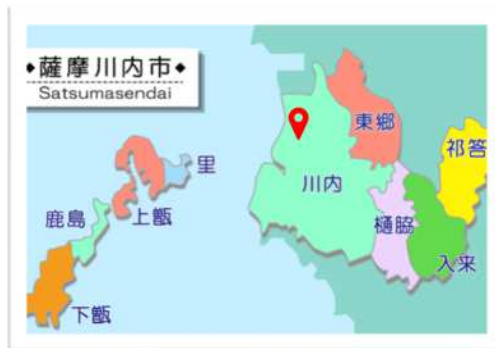 ◆薩摩川内市◆
Satsumasendai
東郷
祁答
里
川内
鹿島
上甑
樋脇
入来
下甑